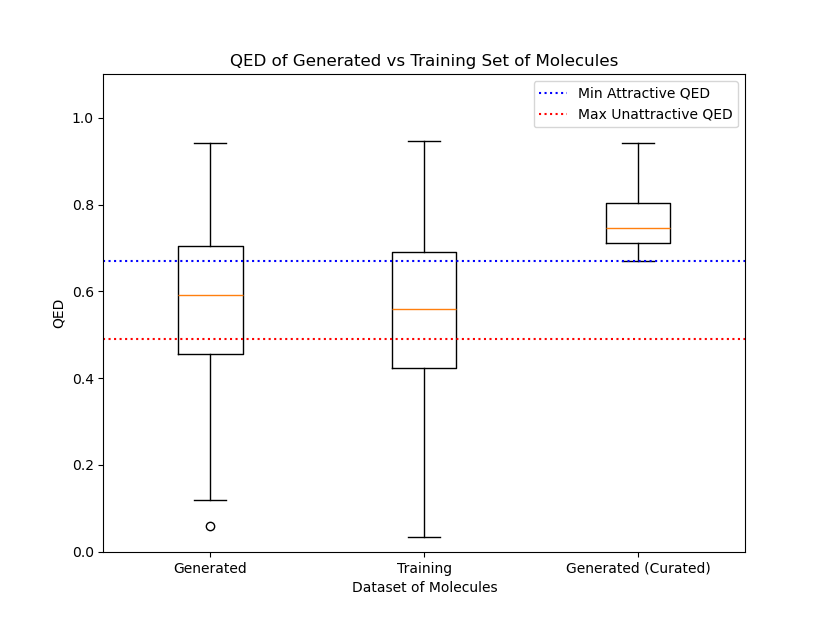 QED of Generated vs Training Set of Molecules
Min Attractive QED
Max Unattractive QED
1.0
0.8
0.6
0.4
0.2
0.0
QED
Generated
Training
Generated (Curated)
Dataset of Molecules